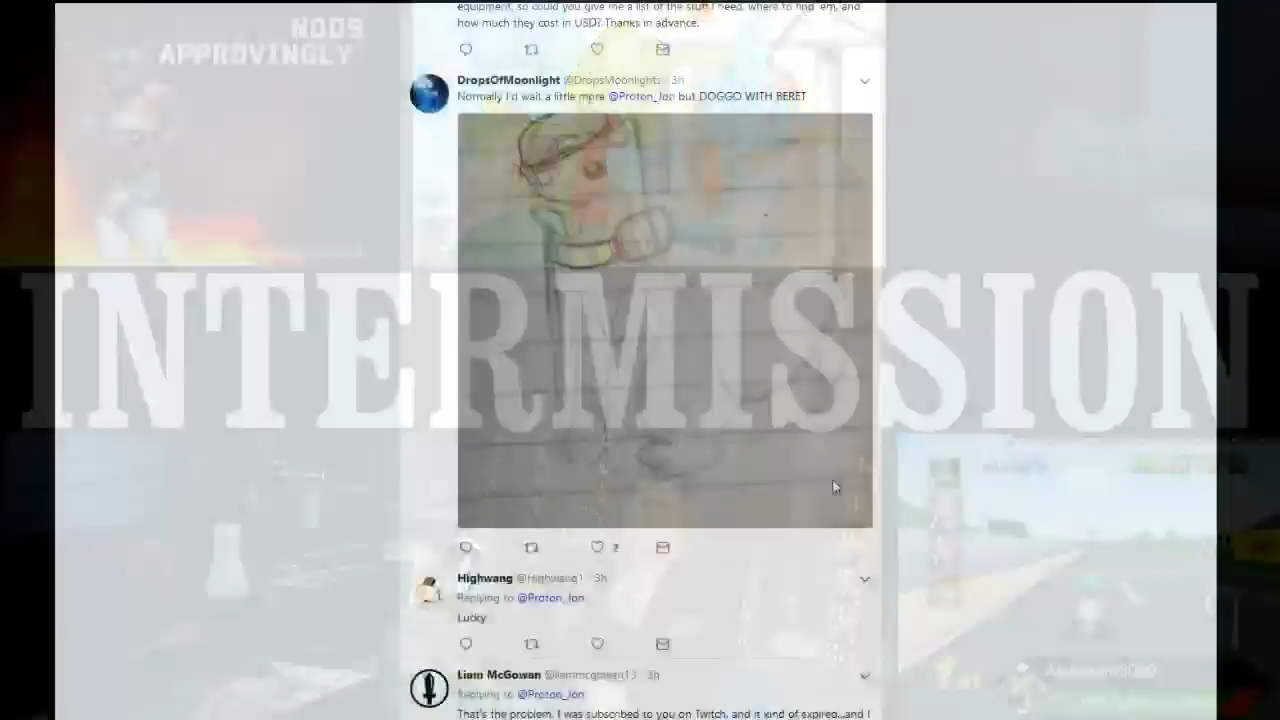 equipment, so could you give me a list of the stuff I need, where to find 'em, and
how much they cost in USD? Thanks in advance.
NODS
APPROVINGLY
DropsOfMoonlight @DropsMoonlights · 3h
Normally I'd wait a little more @Proton_Jon but DOGGO WITH BERET
INTERMISSION
2
Highwang @Highwang1 · 3h
Replying to @Proton_Jon
Lucky
Liam McGowan @liammcgowan13 · 3h
Replying to @Proton_Jon
That's the problem. I was subscribed to you on Twitch, and it kind of expired...and I